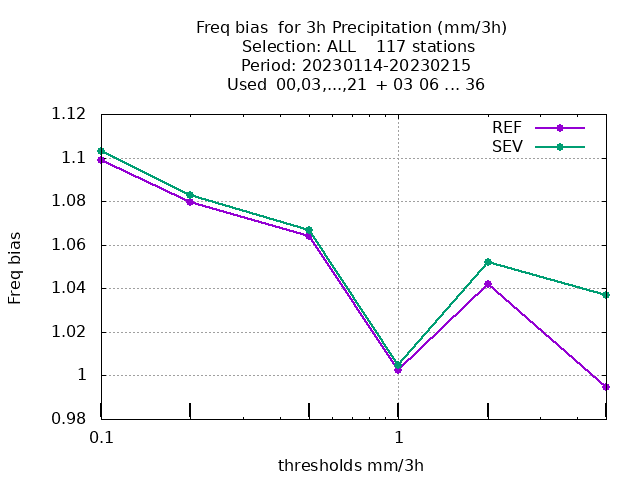 Freq bias  for 3h Precipitation (mm/3h)
Selection: ALL    117 stations
Period: 20230114-20230215
Used  00,03,...,21  + 03 06 ... 36
1.12
REF
SEV
1.1
1.08
1.06
1.04
1.02
1
0.98
Freq bias
0.1
1
thresholds mm/3h